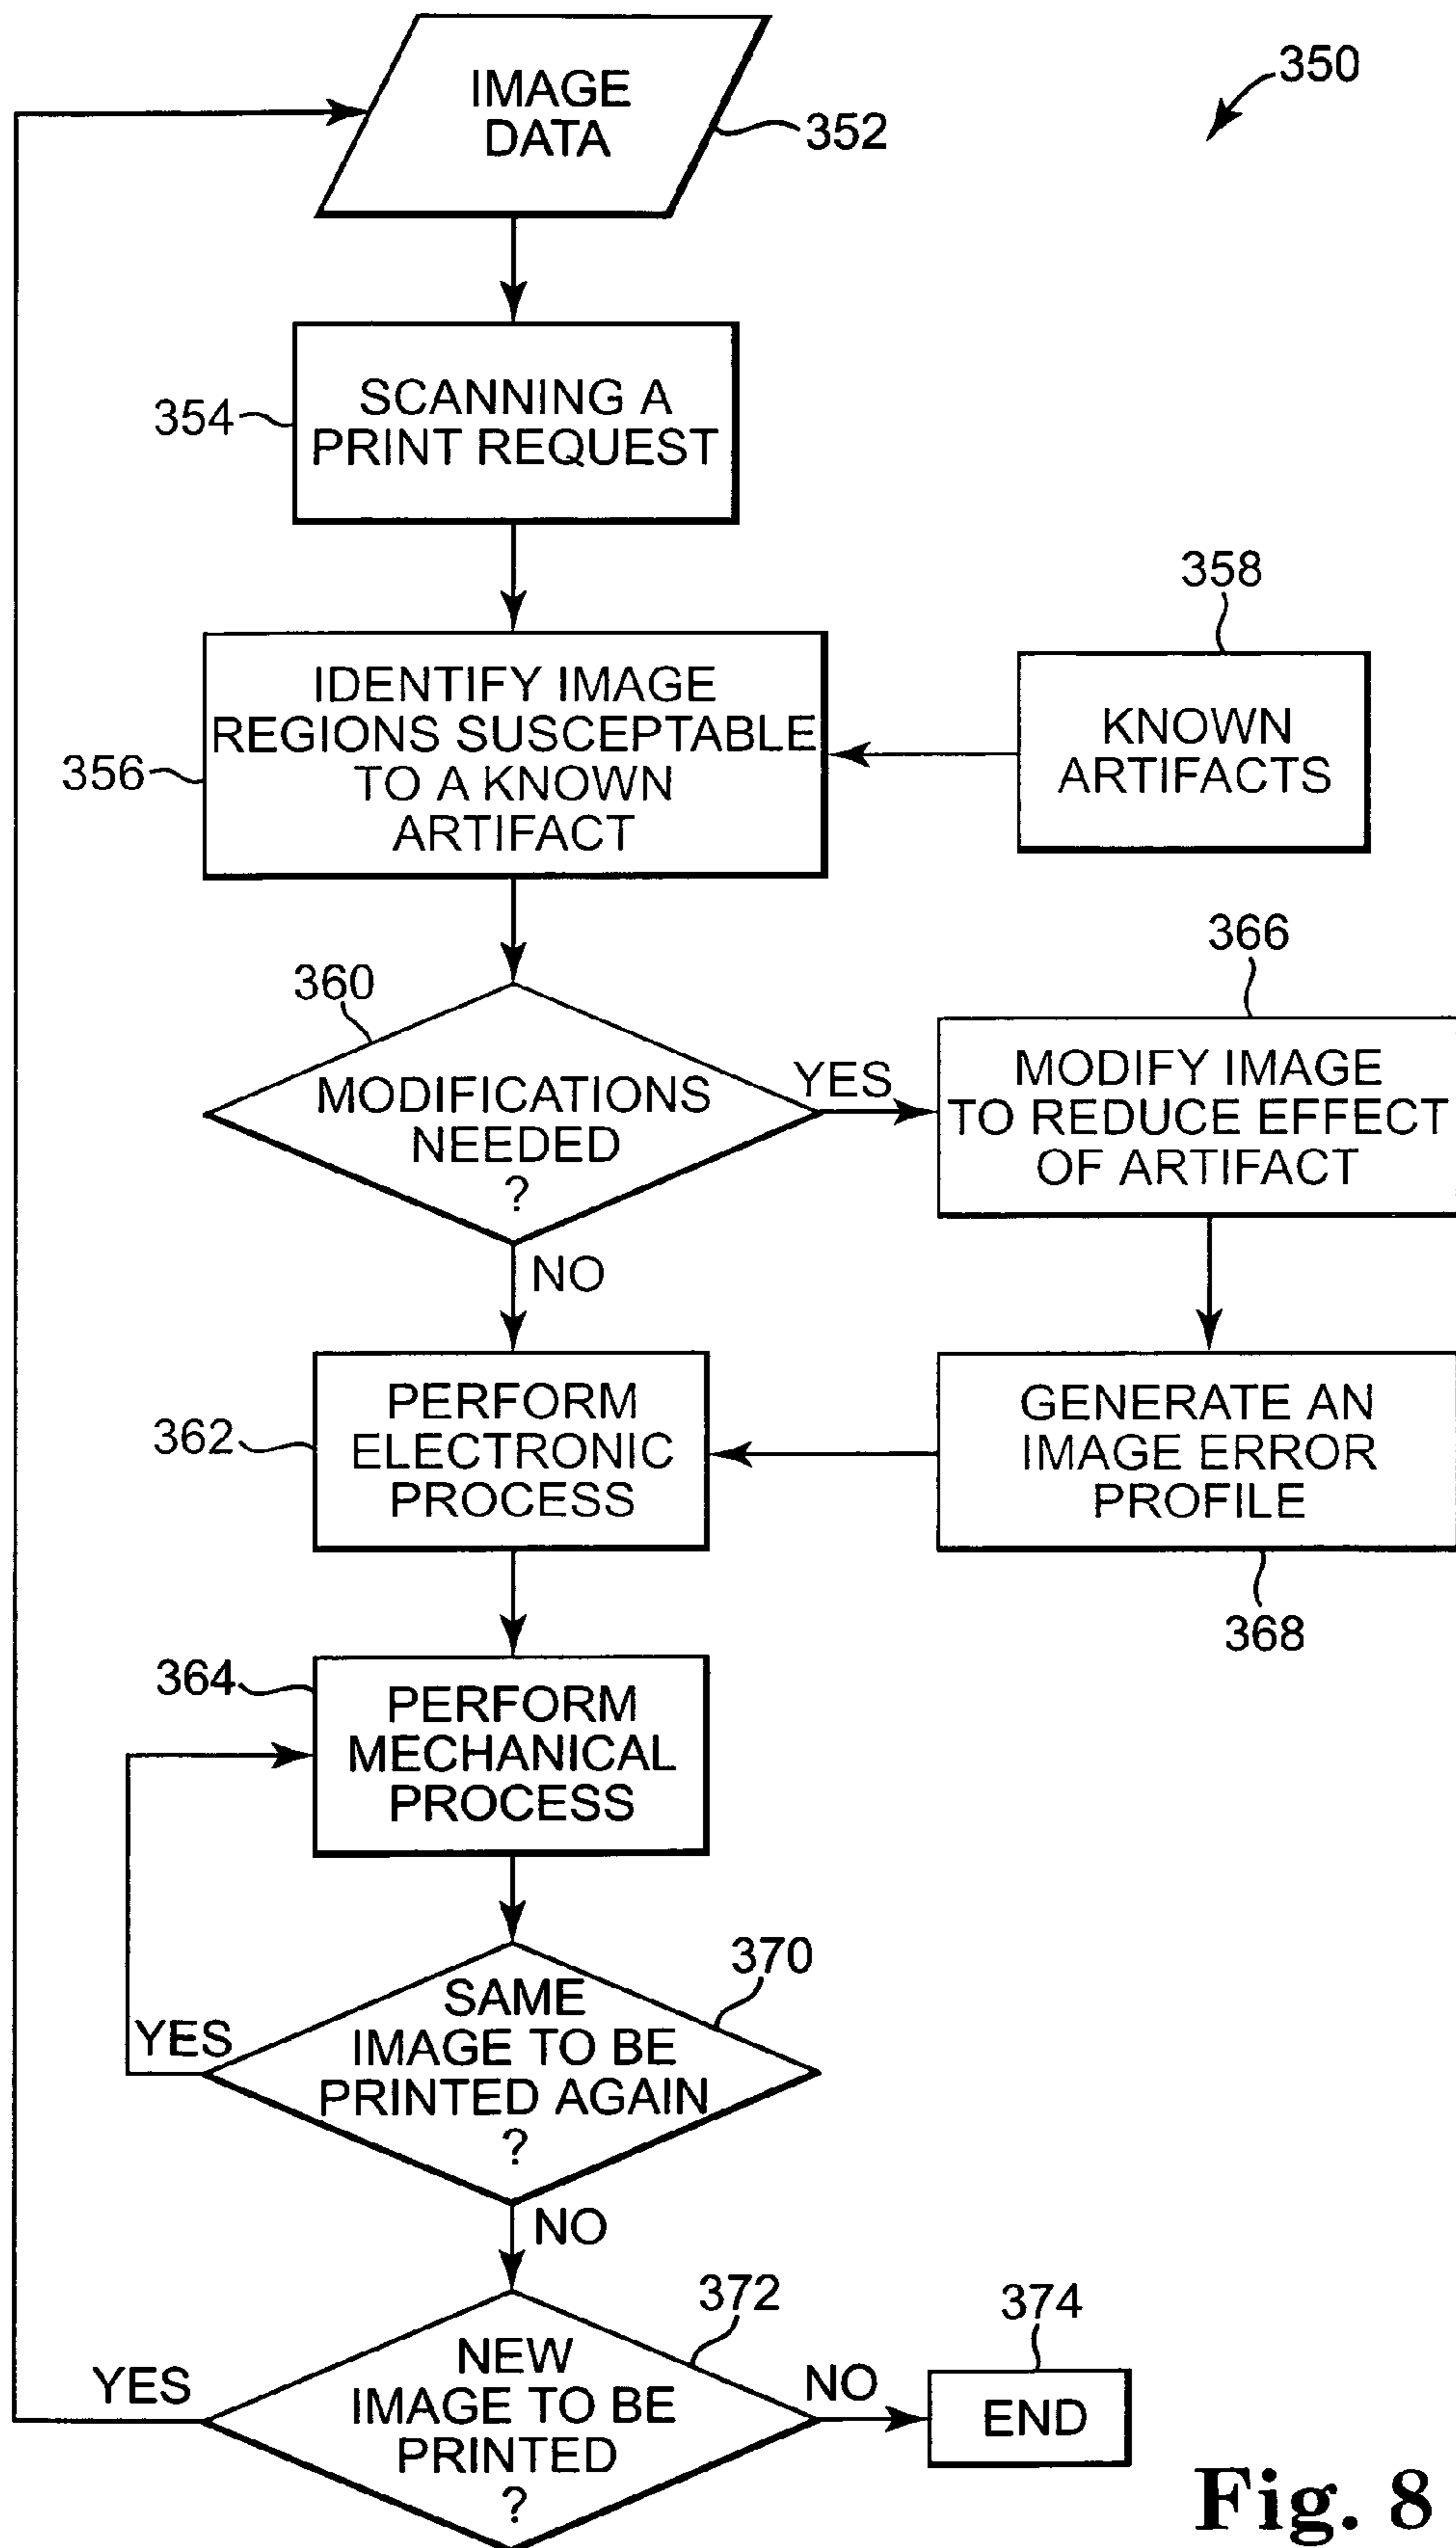 350
IMAGE
DATA
352
354
SCANNING A
PRINT REQUEST
356
IDENTIFY IMAGE
REGIONS SUSCEPTABLE
TO A KNOWN
ARTIFACT
358
KNOWN
ARTIFACTS
360
MODIFICATIONS
NEEDED
?
YES
NO
366
MODIFY IMAGE
TO REDUCE EFFECT
OF ARTIFACT
362
PERFORM
ELECTRONIC
PROCESS
GENERATE AN
IMAGE ERROR
PROFILE
368
364
PERFORM
MECHANICAL
PROCESS
370
SAME
IMAGE TO BE
PRINTED AGAIN
?
YES
NO
372
NEW
IMAGE TO BE
PRINTED
?
YES
NO
374
END
Fig. 8